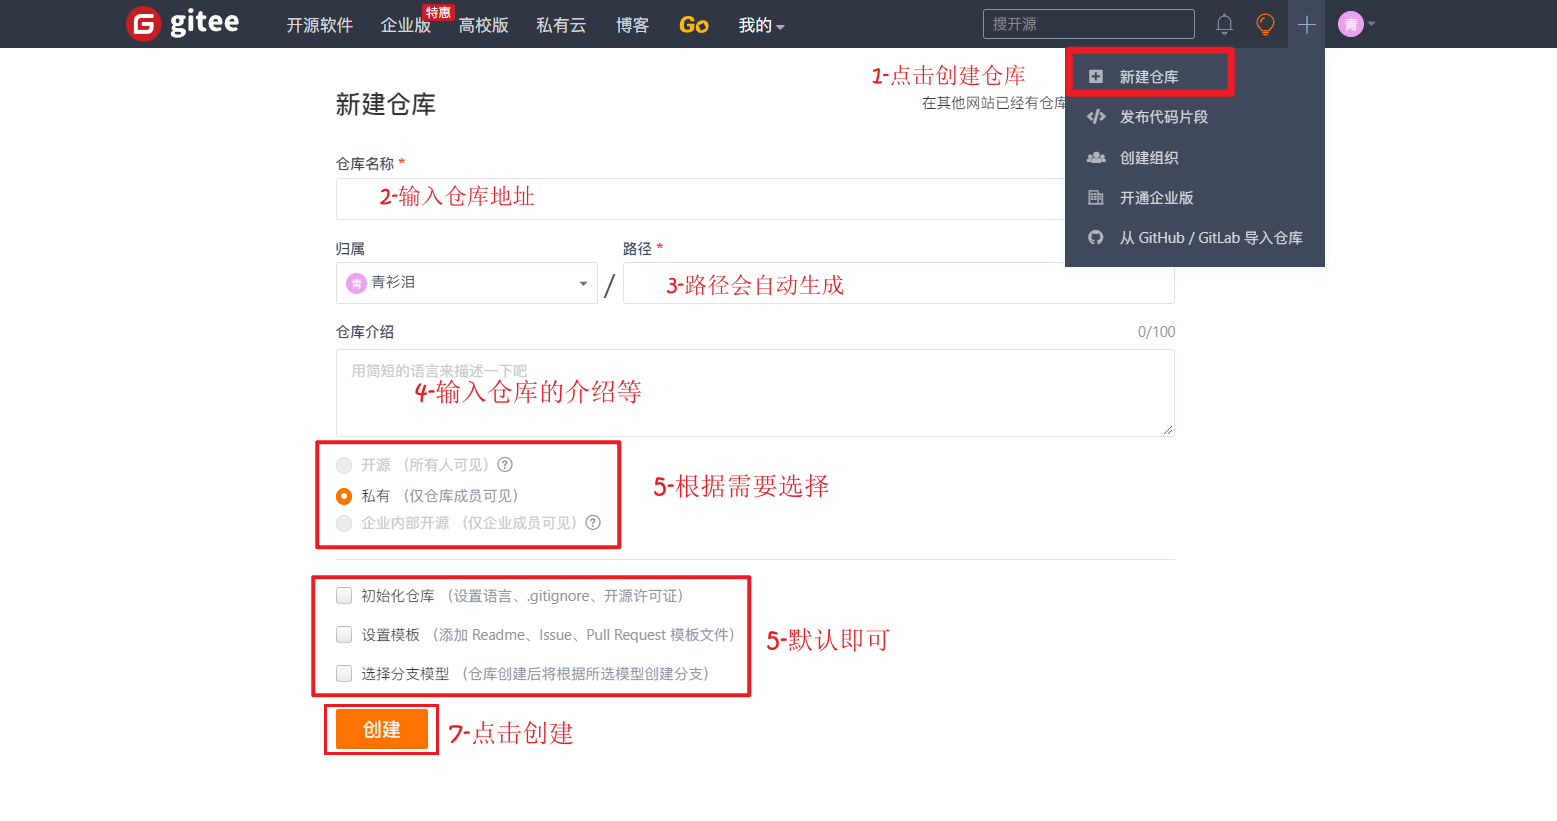 gitee
开源软件 企业版 特惠 高校版 私有云 博客 Go 我的
搜开源
青
1-点击创建仓库
新建仓库
在其他网站已经有仓库
发布代码片段
创建组织
开通企业版
从 GitHub / GitLab 导入仓库
新建仓库
仓库名称 *
2-输入仓库地址
归属
路径 *
青 青衫泪
/
3-路径会自动生成
仓库介绍
0/100
用简短的语言来描述一下吧
4-输入仓库的介绍等
开源 (所有人可见) ?
私有 (仅仓库成员可见)
企业内部开源 (仅企业成员可见) ?
5-根据需要选择
初始化仓库 (设置语言、.gitignore、开源许可证)
设置模板 (添加 Readme、Issue、Pull Request 模板文件)
选择分支模型 (仓库创建后将根据所选模型创建分支)
5-默认即可
创建
7-点击创建